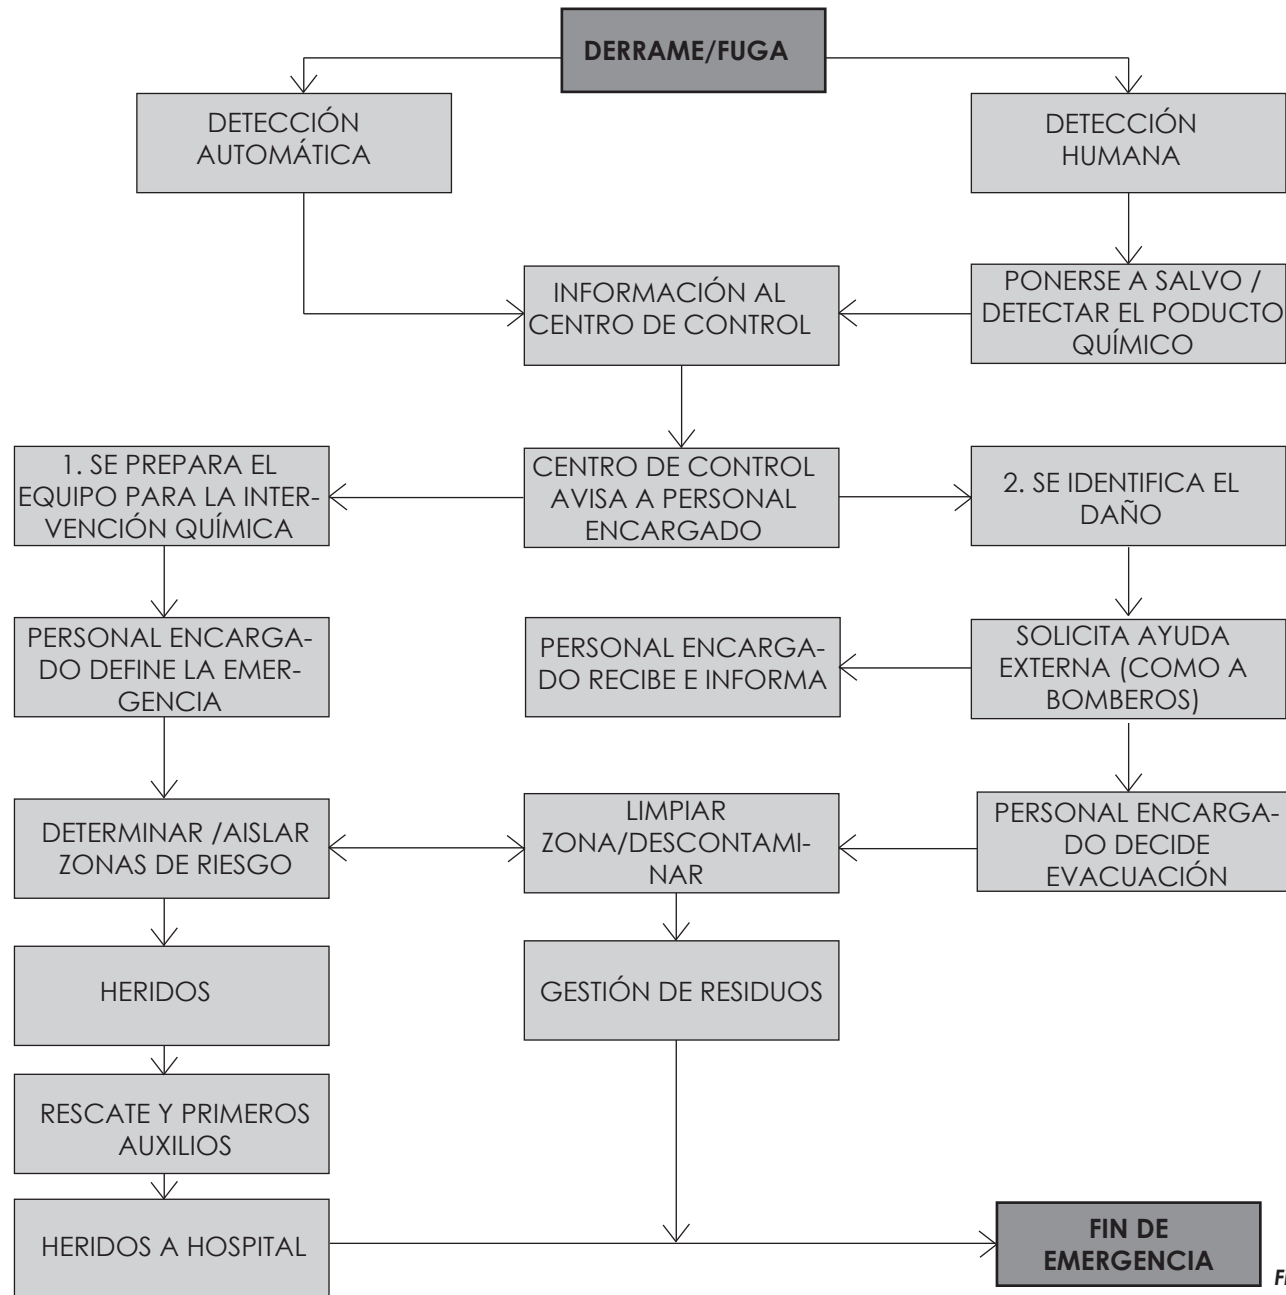 DERRAME/FUGA
DETECCIÓN
AUTOMÁTICA
DETECCIÓN
HUMANA
INFORMACIÓN AL
CENTRO DE CONTROL
PONERSE A SALVO /
DETECTAR EL PODUCTO
QUÍMICO
1. SE PREPARA EL
EQUIPO PARA LA INTER-
VENCIÓN QUÍMICA
CENTRO DE CONTROL
AVISA A PERSONAL
ENCARGADO
2. SE IDENTIFICA EL
DAÑO
PERSONAL ENCARGA-
DO DEFINE LA EMER-
GENCIA
PERSONAL ENCARGA-
DO RECIBE E INFORMA
SOLICITA AYUDA
EXTERNA (COMO A
BOMBEROS)
DETERMINAR /AISLAR
ZONAS DE RIESGO
LIMPIAR
ZONA/DESCONTAMI-
NAR
PERSONAL ENCARGA-
DO DECIDE
EVACUACIÓN
HERIDOS
GESTIÓN DE RESIDUOS
RESCATE Y PRIMEROS
AUXILIOS
HERIDOS A HOSPITAL
FIN DE
EMERGENCIA